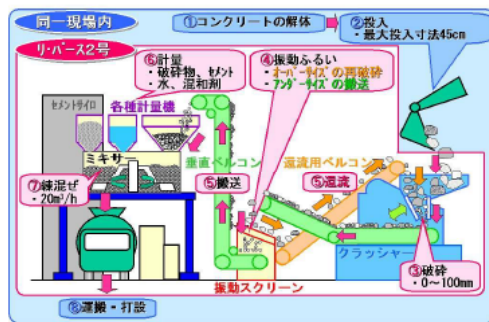 同一現場内
①コンクリートの解体
②投入
・最大投入寸法45cm
リ・バース2号
⑥計量
・破砕物、セメント
・水、混和剤
④振動ふるい
・オーバーサイズの再破砕
・アンダーサイズの搬送
セメントサイロ
各種計量機
ミキサー
垂直ベルコン
還流用ベルコン
⑤搬送
⑤還流
⑦練混ぜ
・20m³/h
クラッシャー
③破砕
・0～100mm
振動スクリーン
⑧運搬・打設